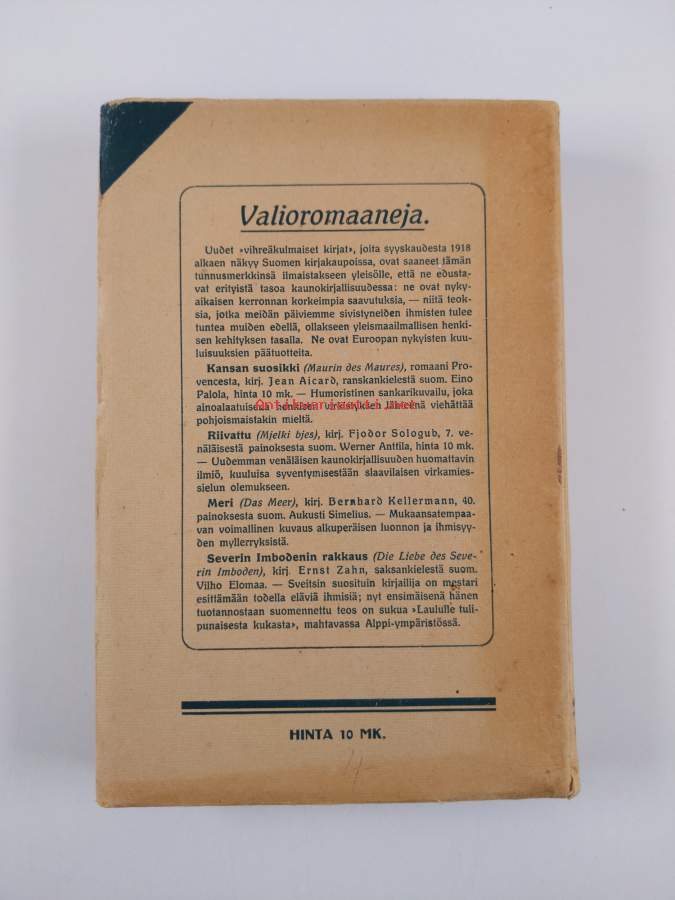 Valioromaaneja.
Uudet »vihreäkulmaiset kirjat», joita syyskaudesta 1918
alkaen näkyy Suomen kirjakaupoissa, ovat saaneet tämän
tunnusmerkkinsä ilmaistakseen yleisölle, että ne edusta-
vat erityistä tasoa kaunokirjallisuudessa: ne ovat nyky-
aikaisen kerronnan korkeimpia saavutuksia, — niitä teok-
sia, jotka meidän päiviemme sivistyneiden ihmisten tulee
tuntea muiden edellä, ollakseen yleismaailmallisen henki-
sen kehityksen tasalla. Ne ovat Euroopan nykyisten kuu-
luisuuksien päätuotteita.
Kansan suosikki (Maurin des Maures), romaani Pro-
vencesta, kirj. Jean Aicard, ranskankielestä suom. Eino
Palola, hinta 10 mk. — Humoristinen sankarikuvailu, joka
ainoalaatuisella henkisen virkistyksen lähteenä viehättää
pohjoismaistakin mieltä.
Riivattu (Mjelki bjes), kirj. Fjodor Sologub, 7. ve-
näläisestä painoksesta suom. Werner Anttila, hinta 10 mk.
— Uudemman venäläisen kaunokirjallisuuden huomattavin
ilmiö, kuuluisa syventymisestään slaavilaisen virkamies-
sielun olemukseen.
Meri (Das Meer), kirj. Bernhard Kellermann, 40.
painoksesta suom. Aukusti Simelius. — Mukaansatempaa-
van voimallinen kuvaus alkuperäisen luonnon ja ihmisyy-
den myllerryksistä.
Severin Imbodenin rakkaus (Die Liebe des Seve-
rin Imboden), kirj. Ernst Zahn, saksankielestä suom.
Vilho Elomaa. — Sveitsin suosituin kirjailija on mestari
esittämään todella eläviä ihmisiä; nyt ensimäisenä hänen
tuotannostaan suomennettu teos on sukua »Laululle tuli-
punaisesta kukasta», mahtavassa Alppi-ympäristössä.
HINTA 10 MK.